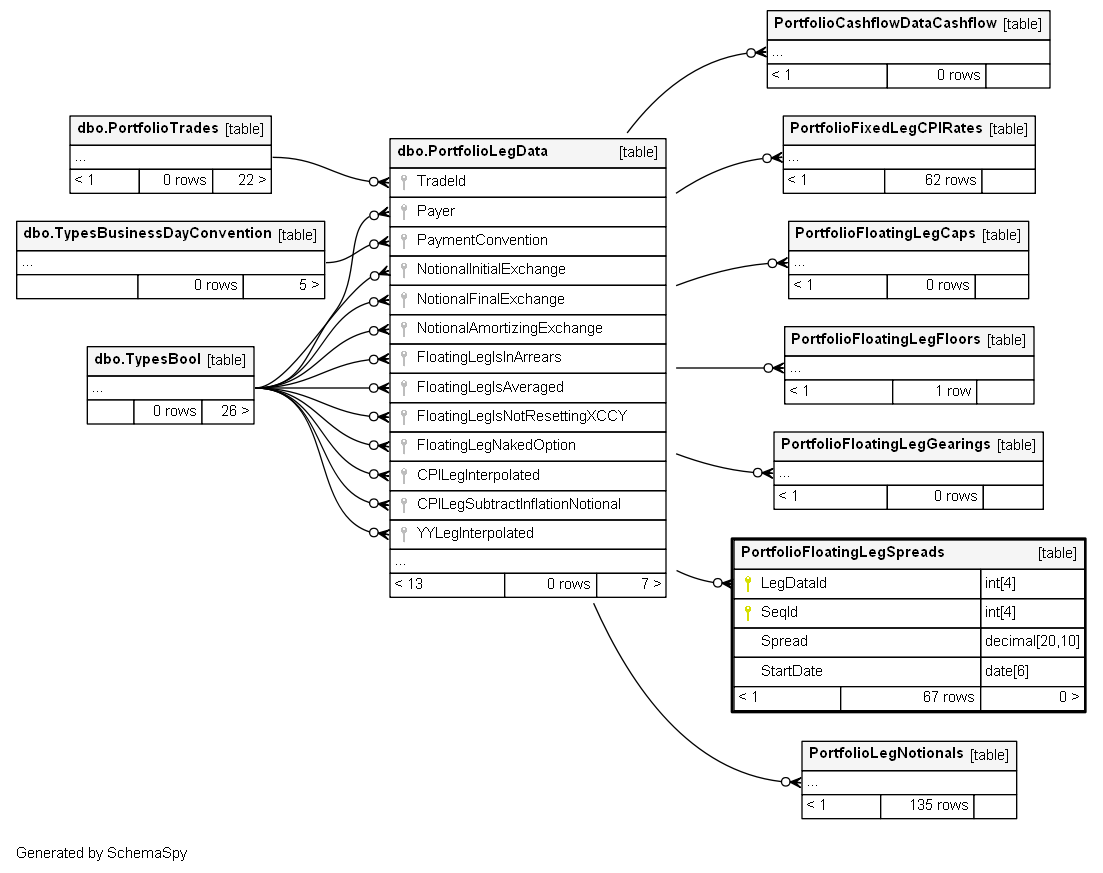 PortfolioCashflowDataCashflow [table]
...
< 1 0 rows
dbo.PortfolioTrades [table]
...
< 1 0 rows 22 >
dbo.TypesBusinessDayConvention [table]
...
0 rows 5 >
dbo.TypesBool [table]
...
0 rows 26 >
dbo.PortfolioLegData [table]
TradeId
Payer
PaymentConvention
NotionalInitialExchange
NotionalFinalExchange
NotionalAmortizingExchange
FloatingLegIsInArrears
FloatingLegIsAveraged
FloatingLegIsNotResettingXCCY
FloatingLegNakedOption
CPILegInterpolated
CPILegSubtractInflationNotional
YYLegInterpolated
...
< 13 0 rows 7 >
PortfolioFixedLegCPIRates [table]
...
< 1 62 rows
PortfolioFloatingLegCaps [table]
...
< 1 0 rows
PortfolioFloatingLegFloors [table]
...
< 1 1 row
PortfolioFloatingLegGearings [table]
...
< 1 0 rows
PortfolioFloatingLegSpreads [table]
LegDataId int[4]
SeqId int[4]
Spread decimal[20,10]
StartDate date[6]
< 1 67 rows 0 >
PortfolioLegNotionals [table]
...
< 1 135 rows
Generated by SchemaSpy